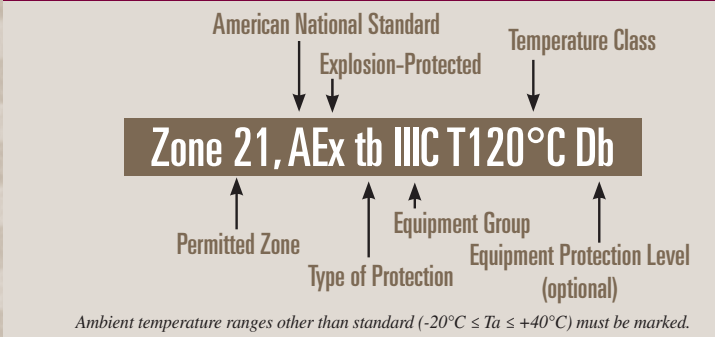 American National Standard
Temperature Class
Explosion-Protected
Zone 21, AEx tb IIIC T120°C Db
Equipment Group
Permitted Zone
Equipment Protection Level
Type of Protection
(optional)
Ambient temperature ranges other than standard (-20°C ≤ Ta ≤ +40°C) must be marked.